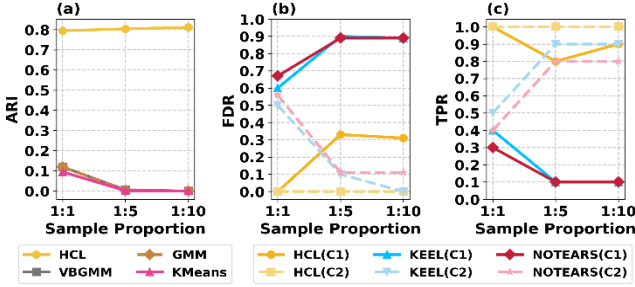 (a)
0.8
0.7
0.6
0.5
0.4
0.3
0.2
0.1
0.0
ARI
1:1 1:5 1:10
Sample Proportion
(b)
1.0
0.9
0.8
0.7
0.6
0.5
0.4
0.3
0.2
0.1
0.0
FDR
1:1 1:5 1:10
Sample Proportion
(c)
1.0
0.9
0.8
0.7
0.6
0.5
0.4
0.3
0.2
0.1
TPR
1:1 1:5 1:10
Sample Proportion
HCL GMM
VBGMM KMeans
HCL(C1) KEEL(C1) NOTEARS(C1)
HCL(C2) KEEL(C2) NOTEARS(C2)